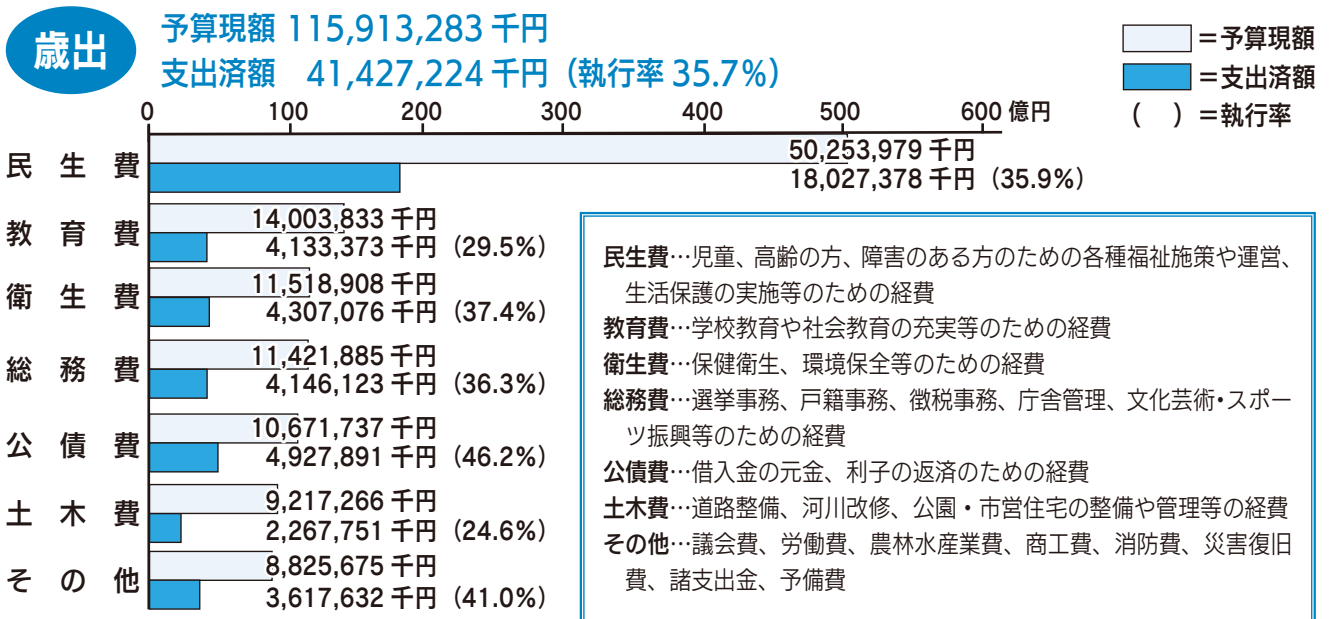 歳出
予算現額 115,913,283 千円
支出済額 41,427,224 千円（執行率 35.7%）
＝予算現額
＝支出済額
（　）＝執行率
0 100 200 300 400 500 600 億円
民生費
50,253,979 千円
18,027,378 千円（35.9%）
教育費
14,003,833 千円
4,133,373 千円（29.5%）
衛生費
11,518,908 千円
4,307,076 千円（37.4%）
総務費
11,421,885 千円
4,146,123 千円（36.3%）
公債費
10,671,737 千円
4,927,891 千円（46.2%）
土木費
9,217,266 千円
2,267,751 千円（24.6%）
その他
8,825,675 千円
3,617,632 千円（41.0%）
民生費…児童、高齢の方、障害のある方のための各種福祉施策や運営、
生活保護の実施等のための経費
教育費…学校教育や社会教育の充実等のための経費
衛生費…保健衛生、環境保全等のための経費
総務費…選挙事務、戸籍事務、徴税事務、庁舎管理、文化芸術・スポー
ツ振興等のための経費
公債費…借入金の元金、利子の返済のための経費
土木費…道路整備、河川改修、公園・市営住宅の整備や管理等の経費
その他…議会費、労働費、農林水産業費、商工費、消防費、災害復旧
費、諸支出金、予備費